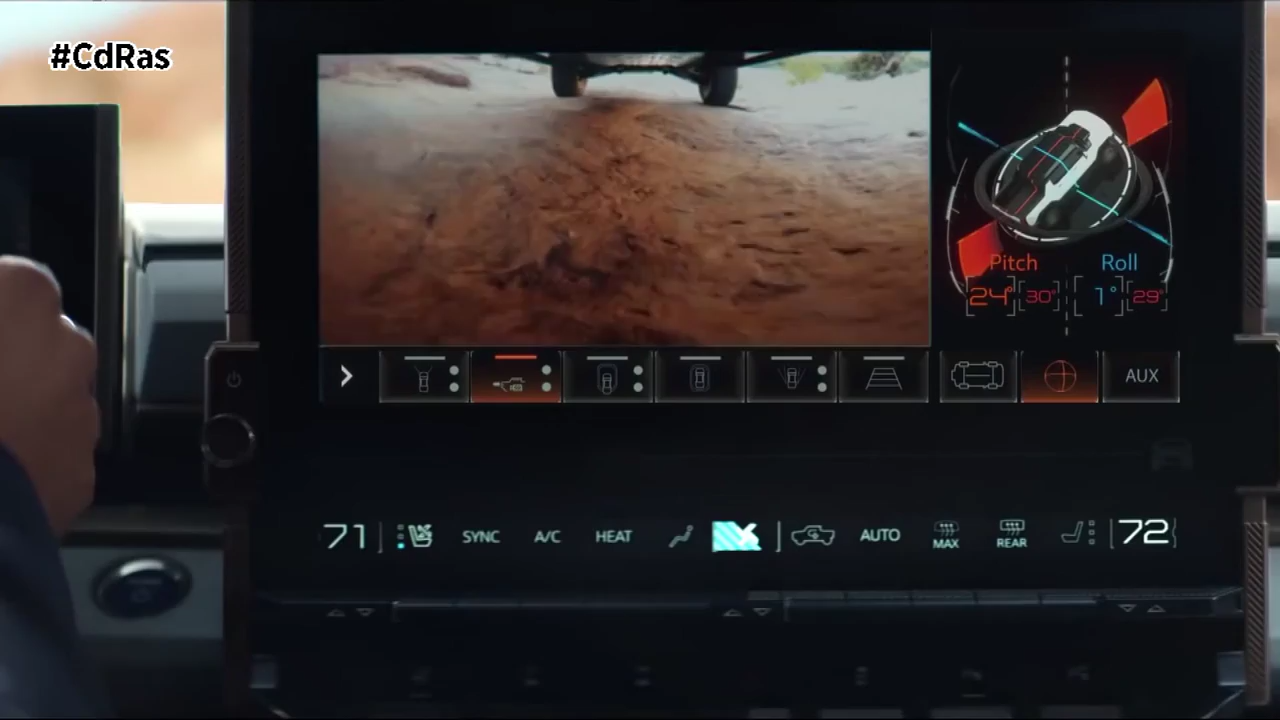 #CdRas
Pitch Roll
24° 30° 1° 29°
AUX
71 SYNC A/C HEAT AUTO MAX REAR 72